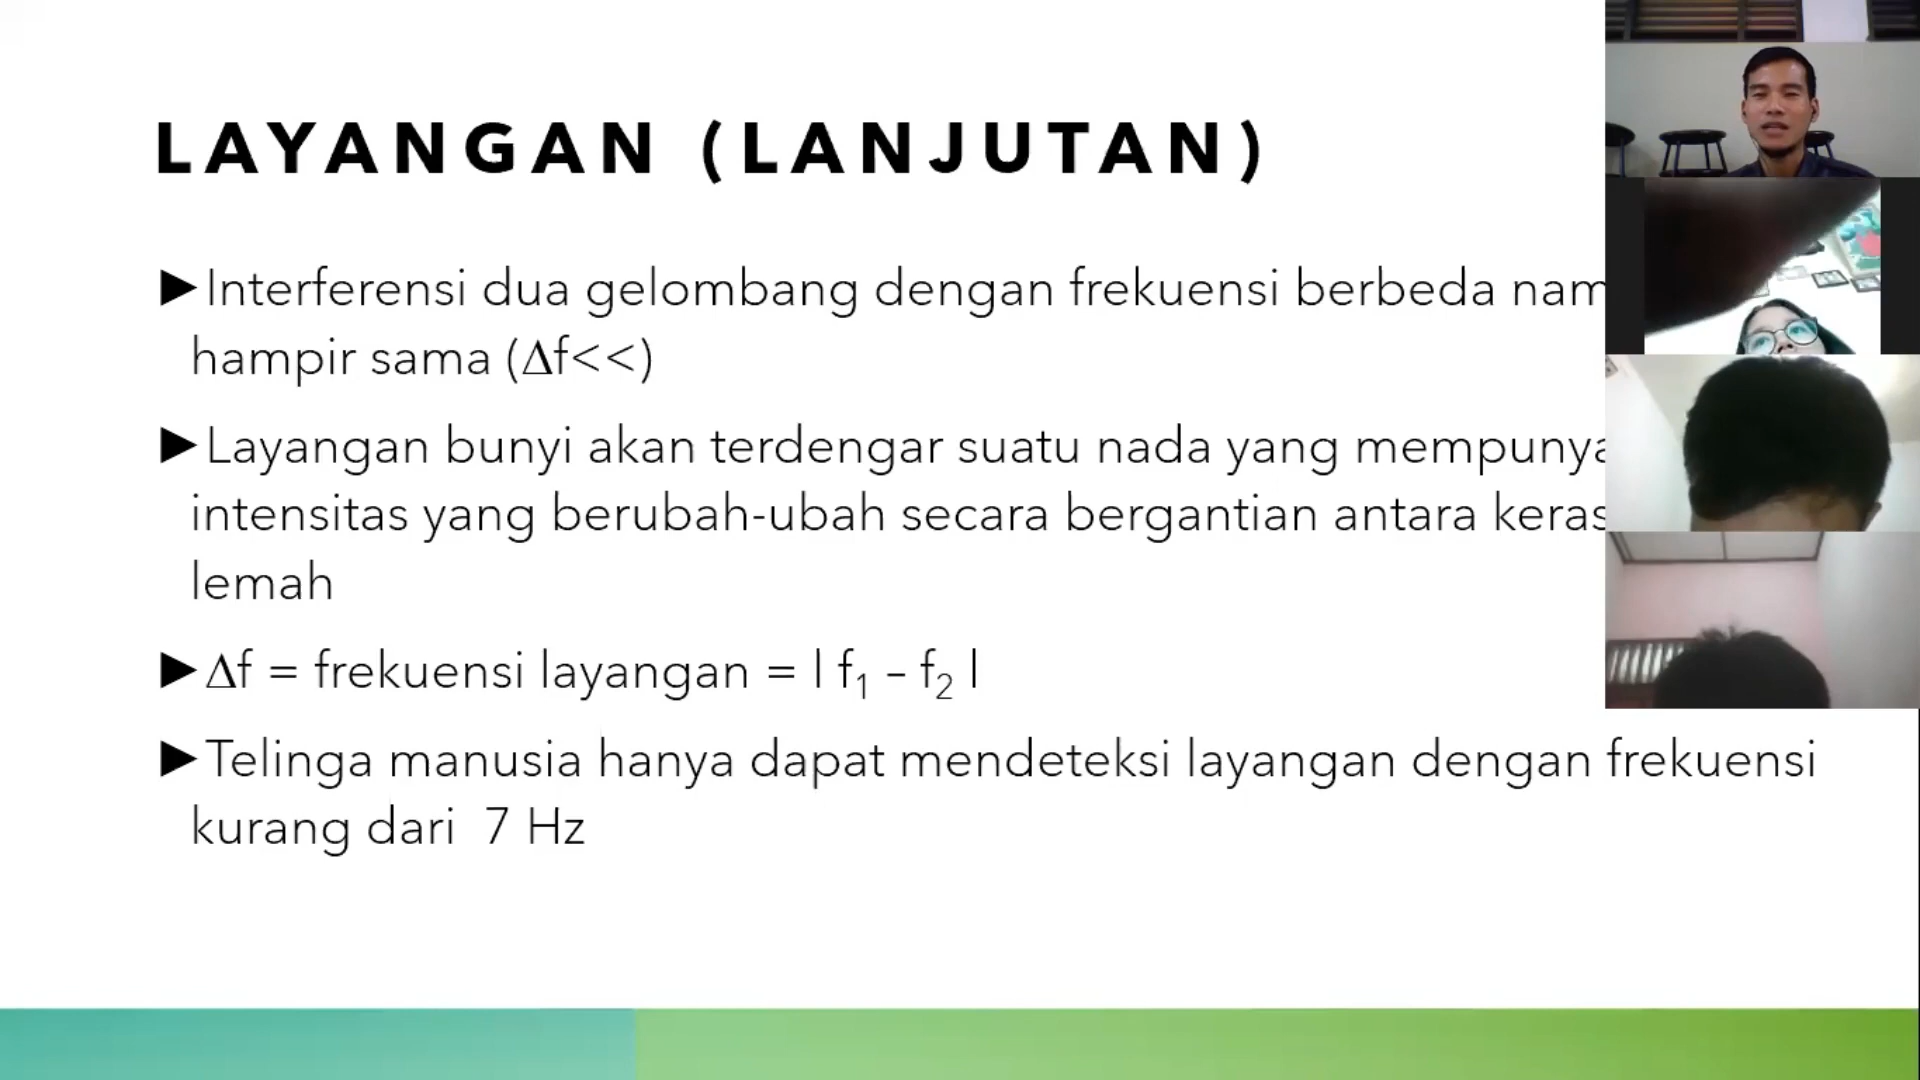 LAYANGAN (LANJUTAN)
►Interferensi dua gelombang dengan frekuensi berbeda
hampir sama (Δf<<)
►Layangan bunyi akan terdengar suatu nada yang
intensitas yang berubah-ubah secara bergantian antara keras
lemah
►Δf = frekuensi layangan = | f₁ – f₂ |
►Telinga manusia hanya dapat mendeteksi layangan dengan frekuensi
kurang dari 7 Hz